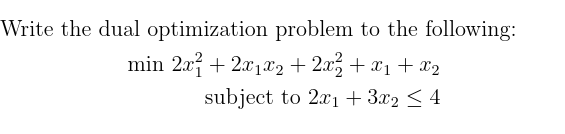 Write the dual optimization problem to the following:
min 2x₁² + 2x₁x₂ + 2x₂² + x₁ + x₂
subject to 2x₁ + 3x₂ ≤ 4